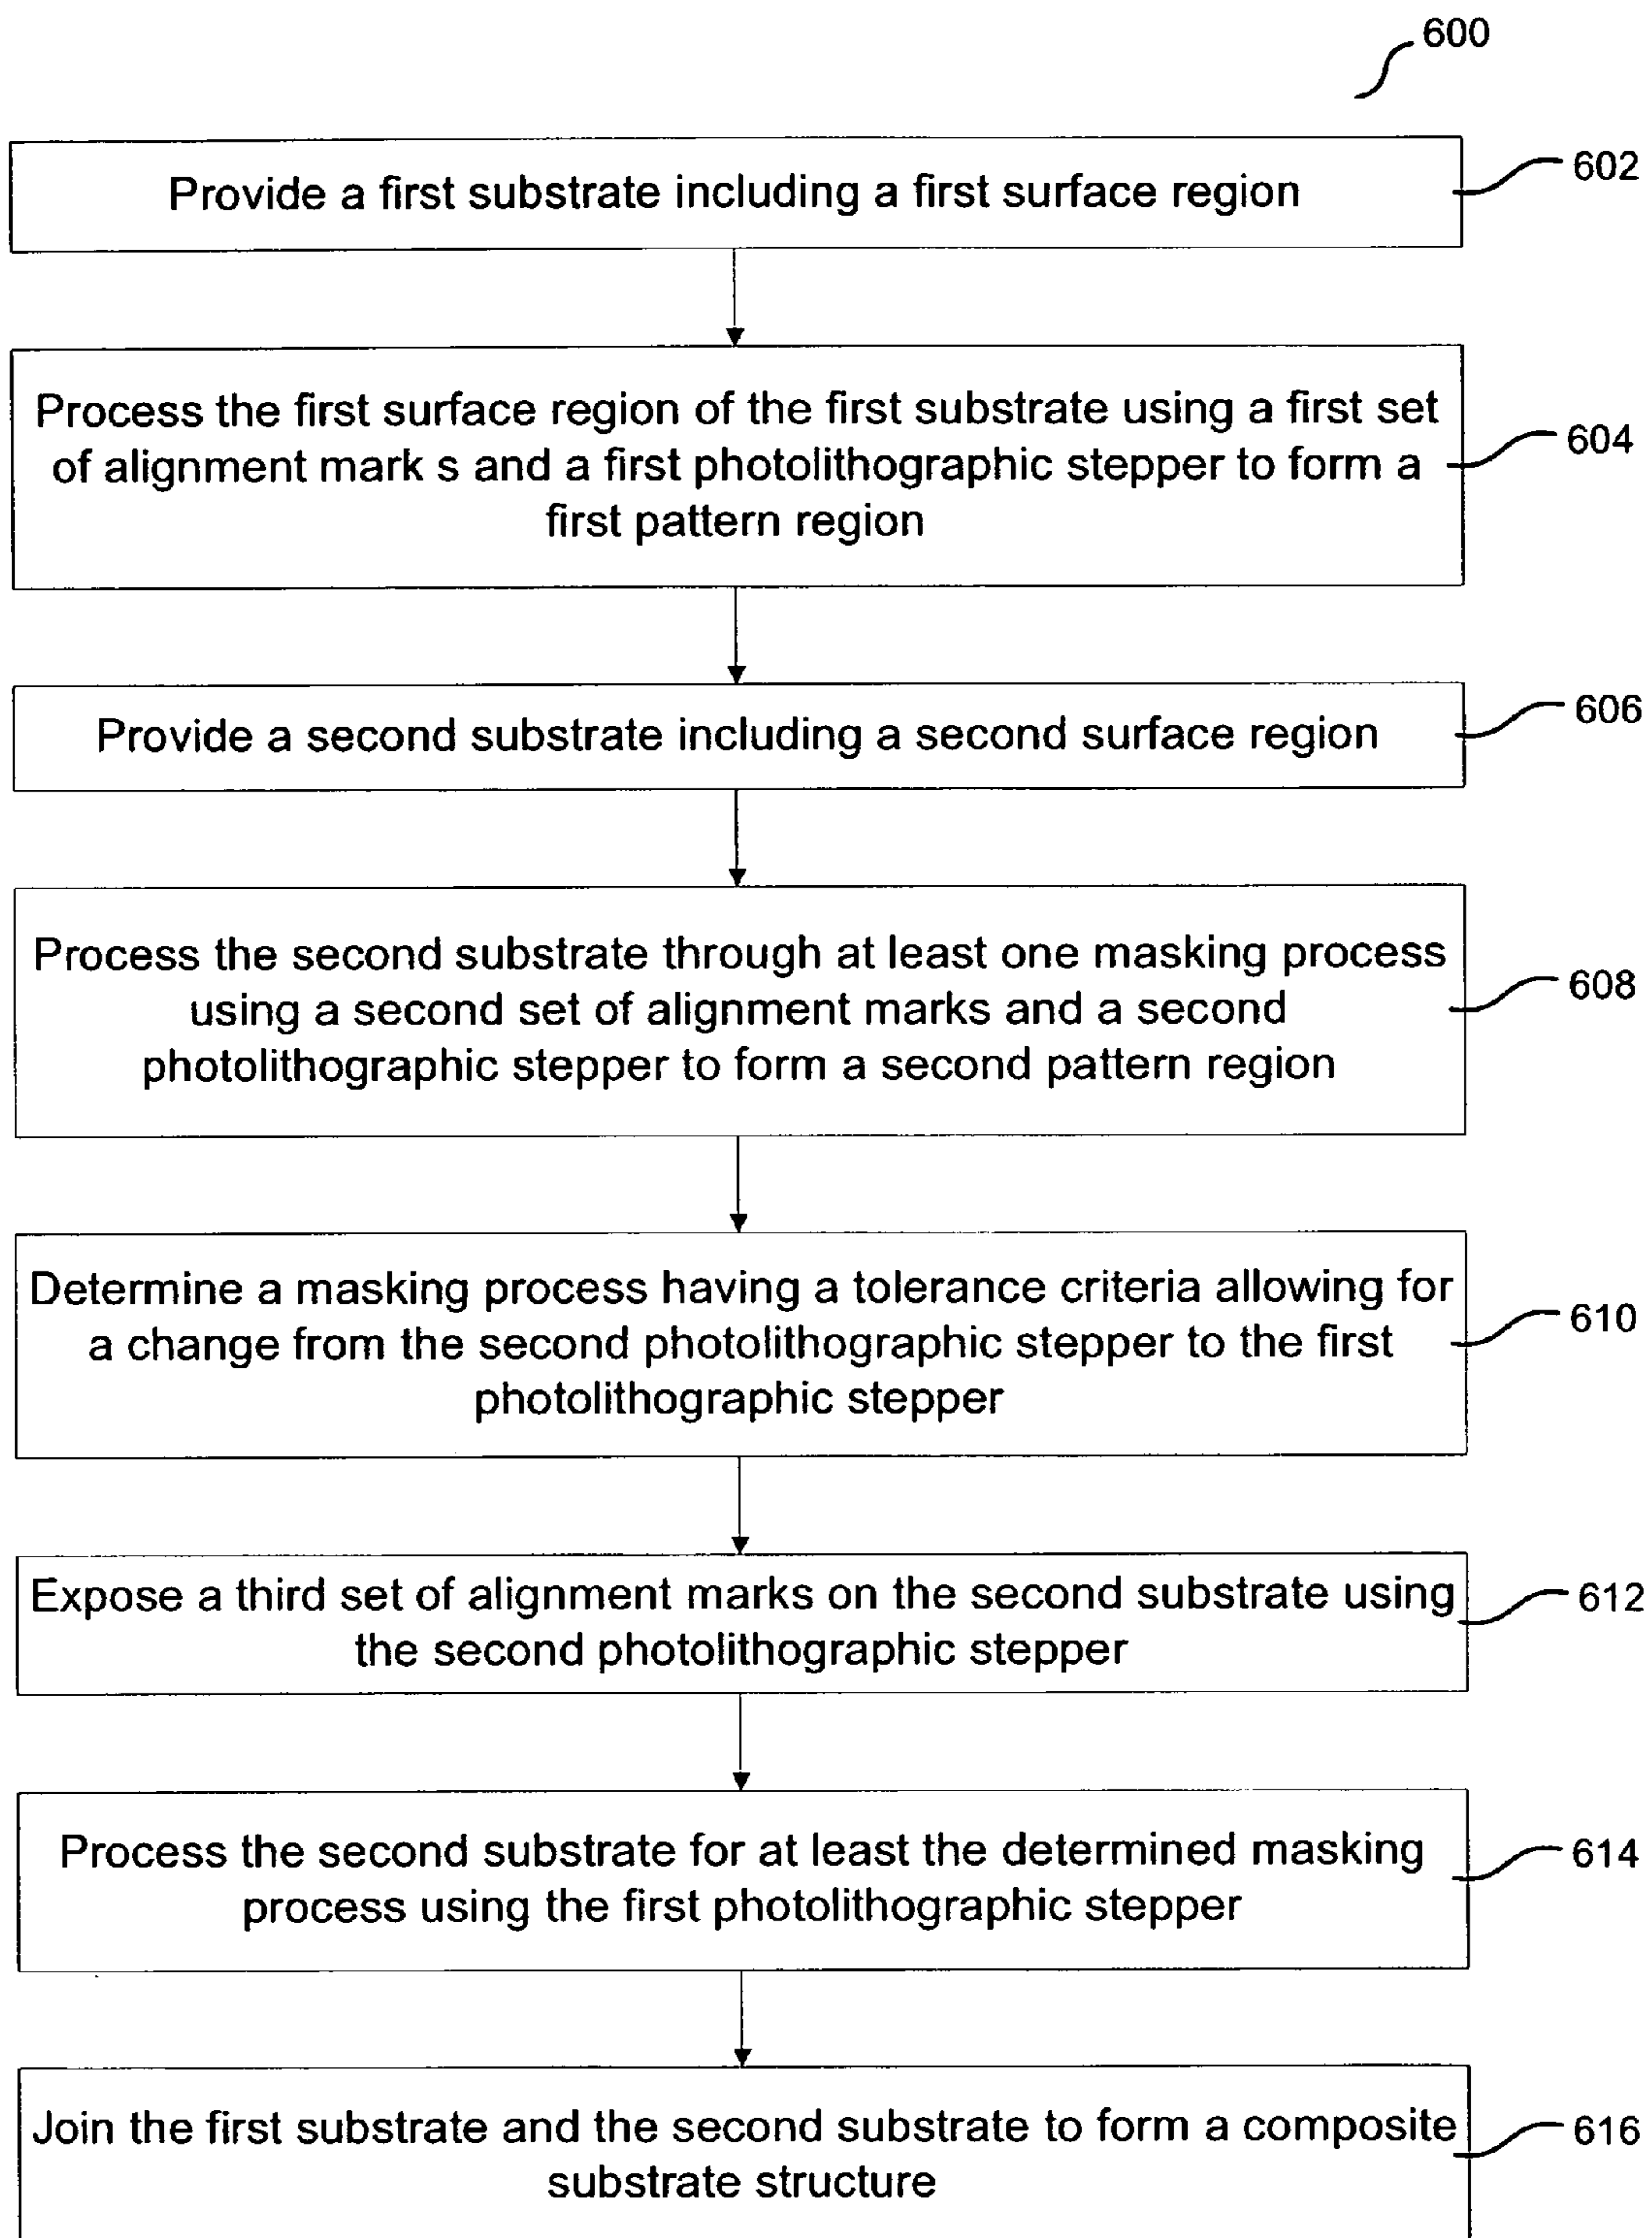 600
Provide a first substrate including a first surface region
602
Process the first surface region of the first substrate using a first set
of alignment mark s and a first photolithographic stepper to form a
first pattern region
604
Provide a second substrate including a second surface region
606
Process the second substrate through at least one masking process
using a second set of alignment marks and a second
photolithographic stepper to form a second pattern region
608
Determine a masking process having a tolerance criteria allowing for
a change from the second photolithographic stepper to the first
photolithographic stepper
610
Expose a third set of alignment marks on the second substrate using
the second photolithographic stepper
612
Process the second substrate for at least the determined masking
process using the first photolithographic stepper
614
Join the first substrate and the second substrate to form a composite
substrate structure
616